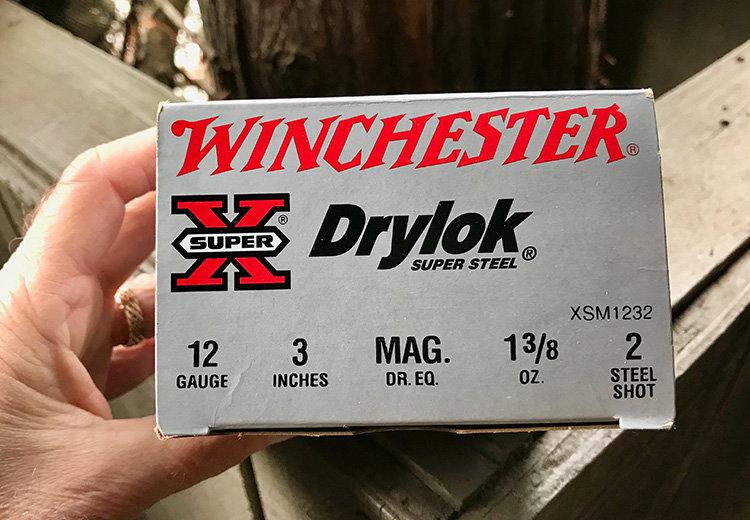 WINCHESTER®
X®
SUPER
Drylok®
SUPER STEEL
XSM1232
12 3 MAG. 1 3/8 2
GAUGE INCHES DR. EQ. OZ. STEEL
SHOT